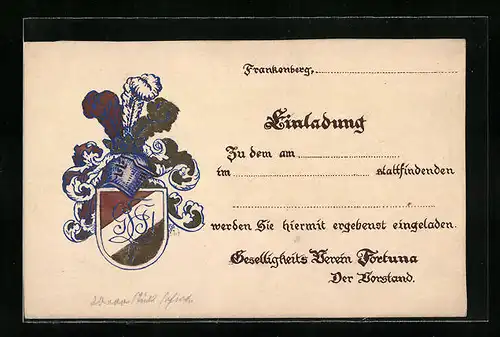 Frankenberg,
Einladung
Zu dem am
im stattfindenden
werden Sie hiermit ergebenst eingeladen.
Geselligkeits Verein Fortuna
Der Vorstand.